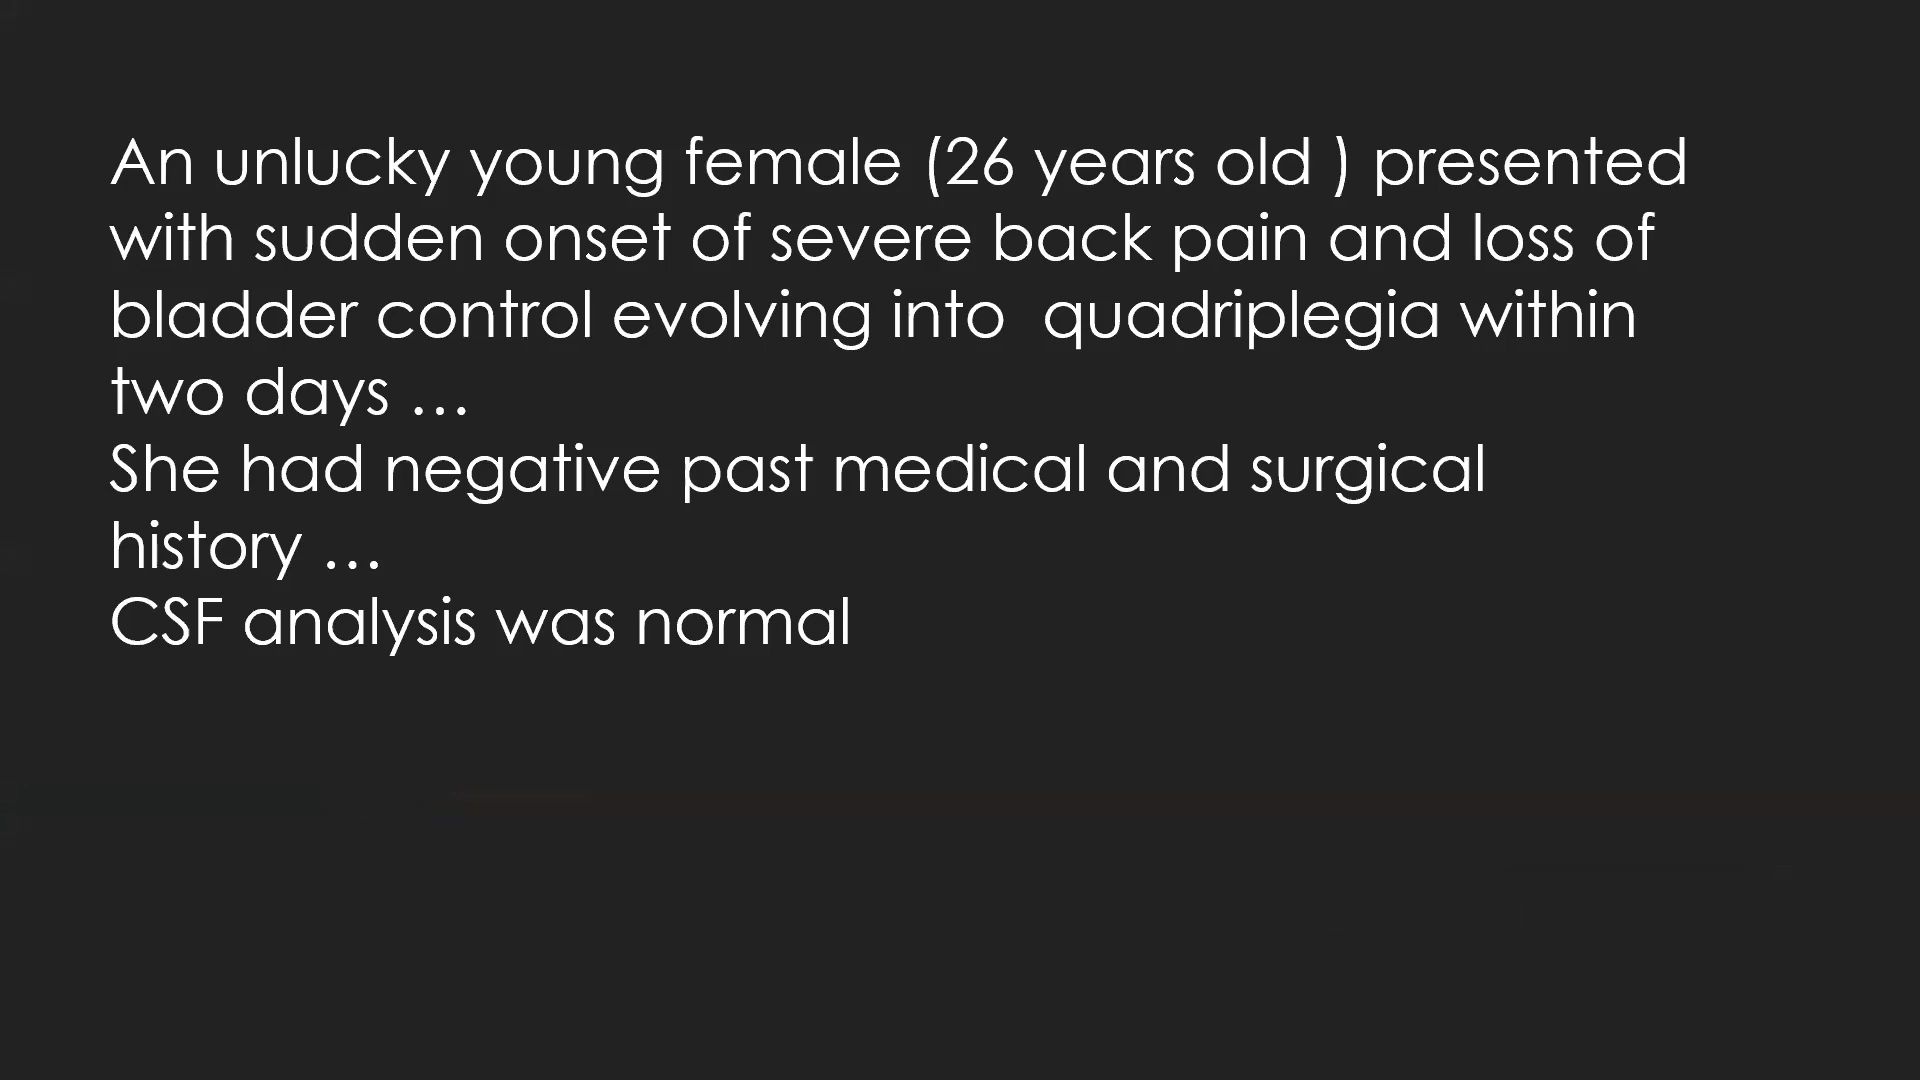 An unlucky young female (26 years old ) presented
with sudden onset of severe back pain and loss of
bladder control evolving into  quadriplegia within
two days …
She had negative past medical and surgical
history …
CSF analysis was normal